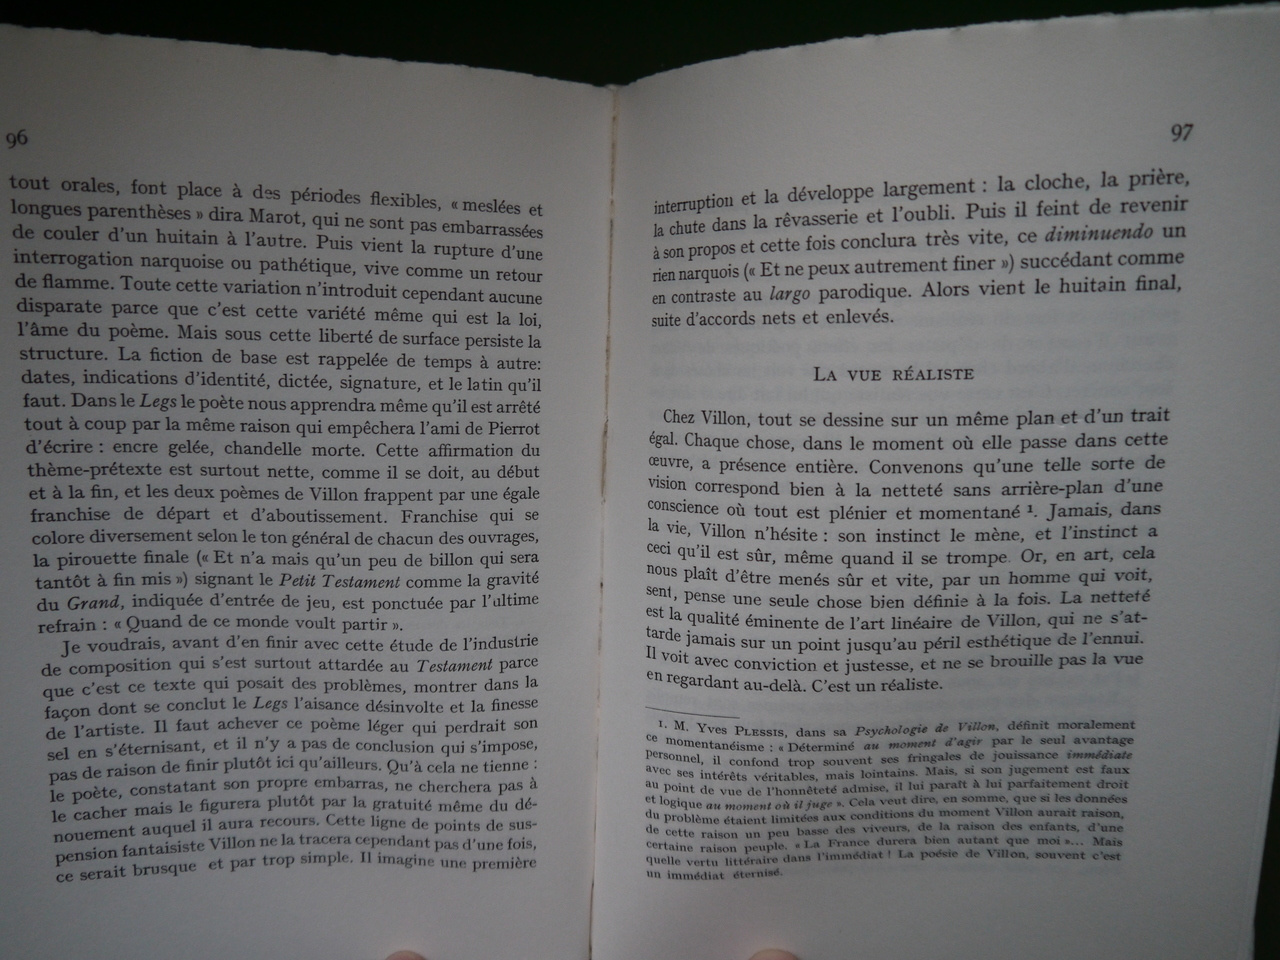 96
tout orales, font place à des périodes flexibles, « meslées et
longues parenthèses » dira Marot, qui ne sont pas embarrassées
de couler d'un huitain à l'autre. Puis vient la rupture d'une
interrogation narquoise ou pathétique, vive comme un retour
de flamme. Toute cette variation n'introduit cependant aucune
disparate parce que c'est cette variété même qui est la loi,
l'âme du poème. Mais sous cette liberté de surface persiste la
structure. La fiction de base est rappelée de temps à autre:
dates, indications d'identité, dictée, signature, et le latin qu'il
faut. Dans le Legs le poète nous apprendra même qu'il est arrêté
tout à coup par la même raison qui empêchera l'ami de Pierrot
d'écrire : encre gelée, chandelle morte. Cette affirmation du
thème-prétexte est surtout nette, comme il se doit, au début
et à la fin, et les deux poèmes de Villon frappent par une égale
franchise de départ et d'aboutissement. Franchise qui se
colore diversement selon le ton général de chacun des ouvrages,
la pirouette finale (« Et n'a mais qu'un peu de billon qui sera
tantôt à fin mis ») signant le Petit Testament comme la gravité
du Grand, indiquée d'entrée de jeu, est ponctuée par l'ultime
refrain : « Quand de ce monde voult partir ».
Je voudrais, avant d'en finir avec cette étude de l'industrie
de composition qui s'est surtout attardée au Testament parce
que c'est ce texte qui posait des problèmes, montrer dans la
façon dont se conclut le Legs l'aisance désinvolte et la finesse
de l'artiste. Il faut achever ce poème léger qui perdrait son
sel en s'éternisant, et il n'y a pas de conclusion qui s'impose,
pas de raison de finir plutôt ici qu'ailleurs. Qu'à cela ne tienne :
le poète, constatant son propre embarras, ne cherchera pas à
le cacher mais le figurera plutôt par la gratuité même du dé-
nouement auquel il aura recours. Cette ligne de points de sus-
pension fantaisiste Villon ne la tracera cependant pas d'une fois,
ce serait brusque et par trop simple. Il imagine une première
97
interruption et la développe largement : la cloche, la prière,
la chute dans la rêvasserie et l'oubli. Puis il feint de revenir
à son propos et cette fois conclura très vite, ce diminuendo un
rien narquois (« Et ne peux autrement finer ») succédant comme
en contraste au largo parodique. Alors vient le huitain final,
suite d'accords nets et enlevés.
LA VUE RÉALISTE
Chez Villon, tout se dessine sur un même plan et d'un trait
égal. Chaque chose, dans le moment où elle passe dans cette
œuvre, a présence entière. Convenons qu'une telle sorte de
vision correspond bien à la netteté sans arrière-plan d'une
conscience où tout est plénier et momentané ¹. Jamais, dans
la vie, Villon n'hésite : son instinct le mène, et l'instinct a
ceci qu'il est sûr, même quand il se trompe. Or, en art, cela
nous plaît d'être menés sûr et vite, par un homme qui voit,
sent, pense une seule chose bien définie à la fois. La netteté
est la qualité éminente de l'art linéaire de Villon, qui ne s'at-
tarde jamais sur un point jusqu'au péril esthétique de l'ennui.
Il voit avec conviction et justesse, et ne se brouille pas la vue
en regardant au-delà. C'est un réaliste.
1. M. Yves PLESSIS, dans sa Psychologie de Villon, définit moralement
ce momentanéisme : « Déterminé au moment d'agir par le seul avantage
personnel, il confond trop souvent ses fringales de jouissance immédiate
avec ses intérêts véritables, mais lointains. Mais, si son jugement est faux
au point de vue de l'honnêteté admise, il lui paraît à lui parfaitement droit
et logique au moment où il juge ». Cela veut dire, en somme, que si les données
du problème étaient limitées aux conditions du moment Villon aurait raison,
de cette raison un peu basse des viveurs, de la raison des enfants, d'une
certaine raison peuple. « La France durera bien autant que moi »... Mais
quelle vertu littéraire dans l'immédiat ! La poésie de Villon, souvent c'est
un immédiat éternisé.